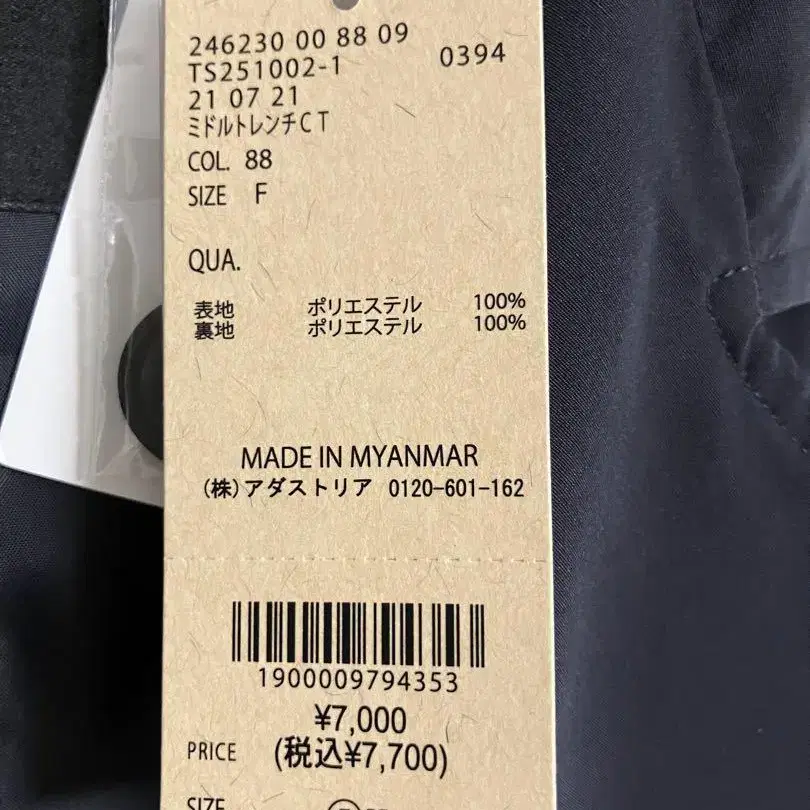 246230 00 88 09
TS251002-1 0394
21 07 21
ミドルトレンチCT
COL. 88
SIZE F
QUA.
表地 ポリエステル 100%
裏地 ポリエステル 100%
MADE IN MYANMAR
(株)アダストリア 0120-601-162
1900009794353
¥7,000
PRICE (税込¥7,700)
SIZE